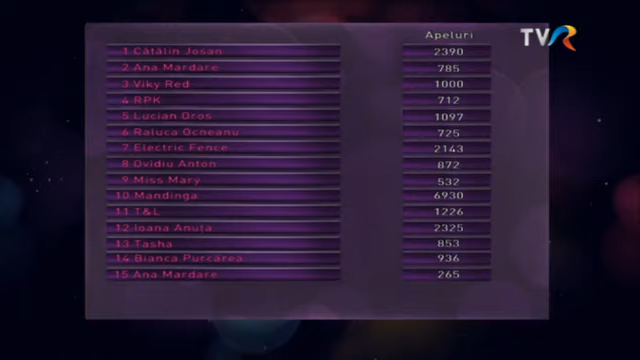 Apeluri
TVR
1 Cătălin Josan 2390
2 Ana Mardare 785
3 Viky Red 1000
4 RPK 712
5 Lucian Dros 1097
6 Raluca Ocneanu 725
7 Electric Fence 2143
8 Ovidiu Anton 872
9 Miss Mary 532
10 Mandinga 6930
11 T&L 1226
12 Ioana Anuța 2325
13 Tasha 853
14 Bianca Purcărea 936
15 Ana Mardare 265